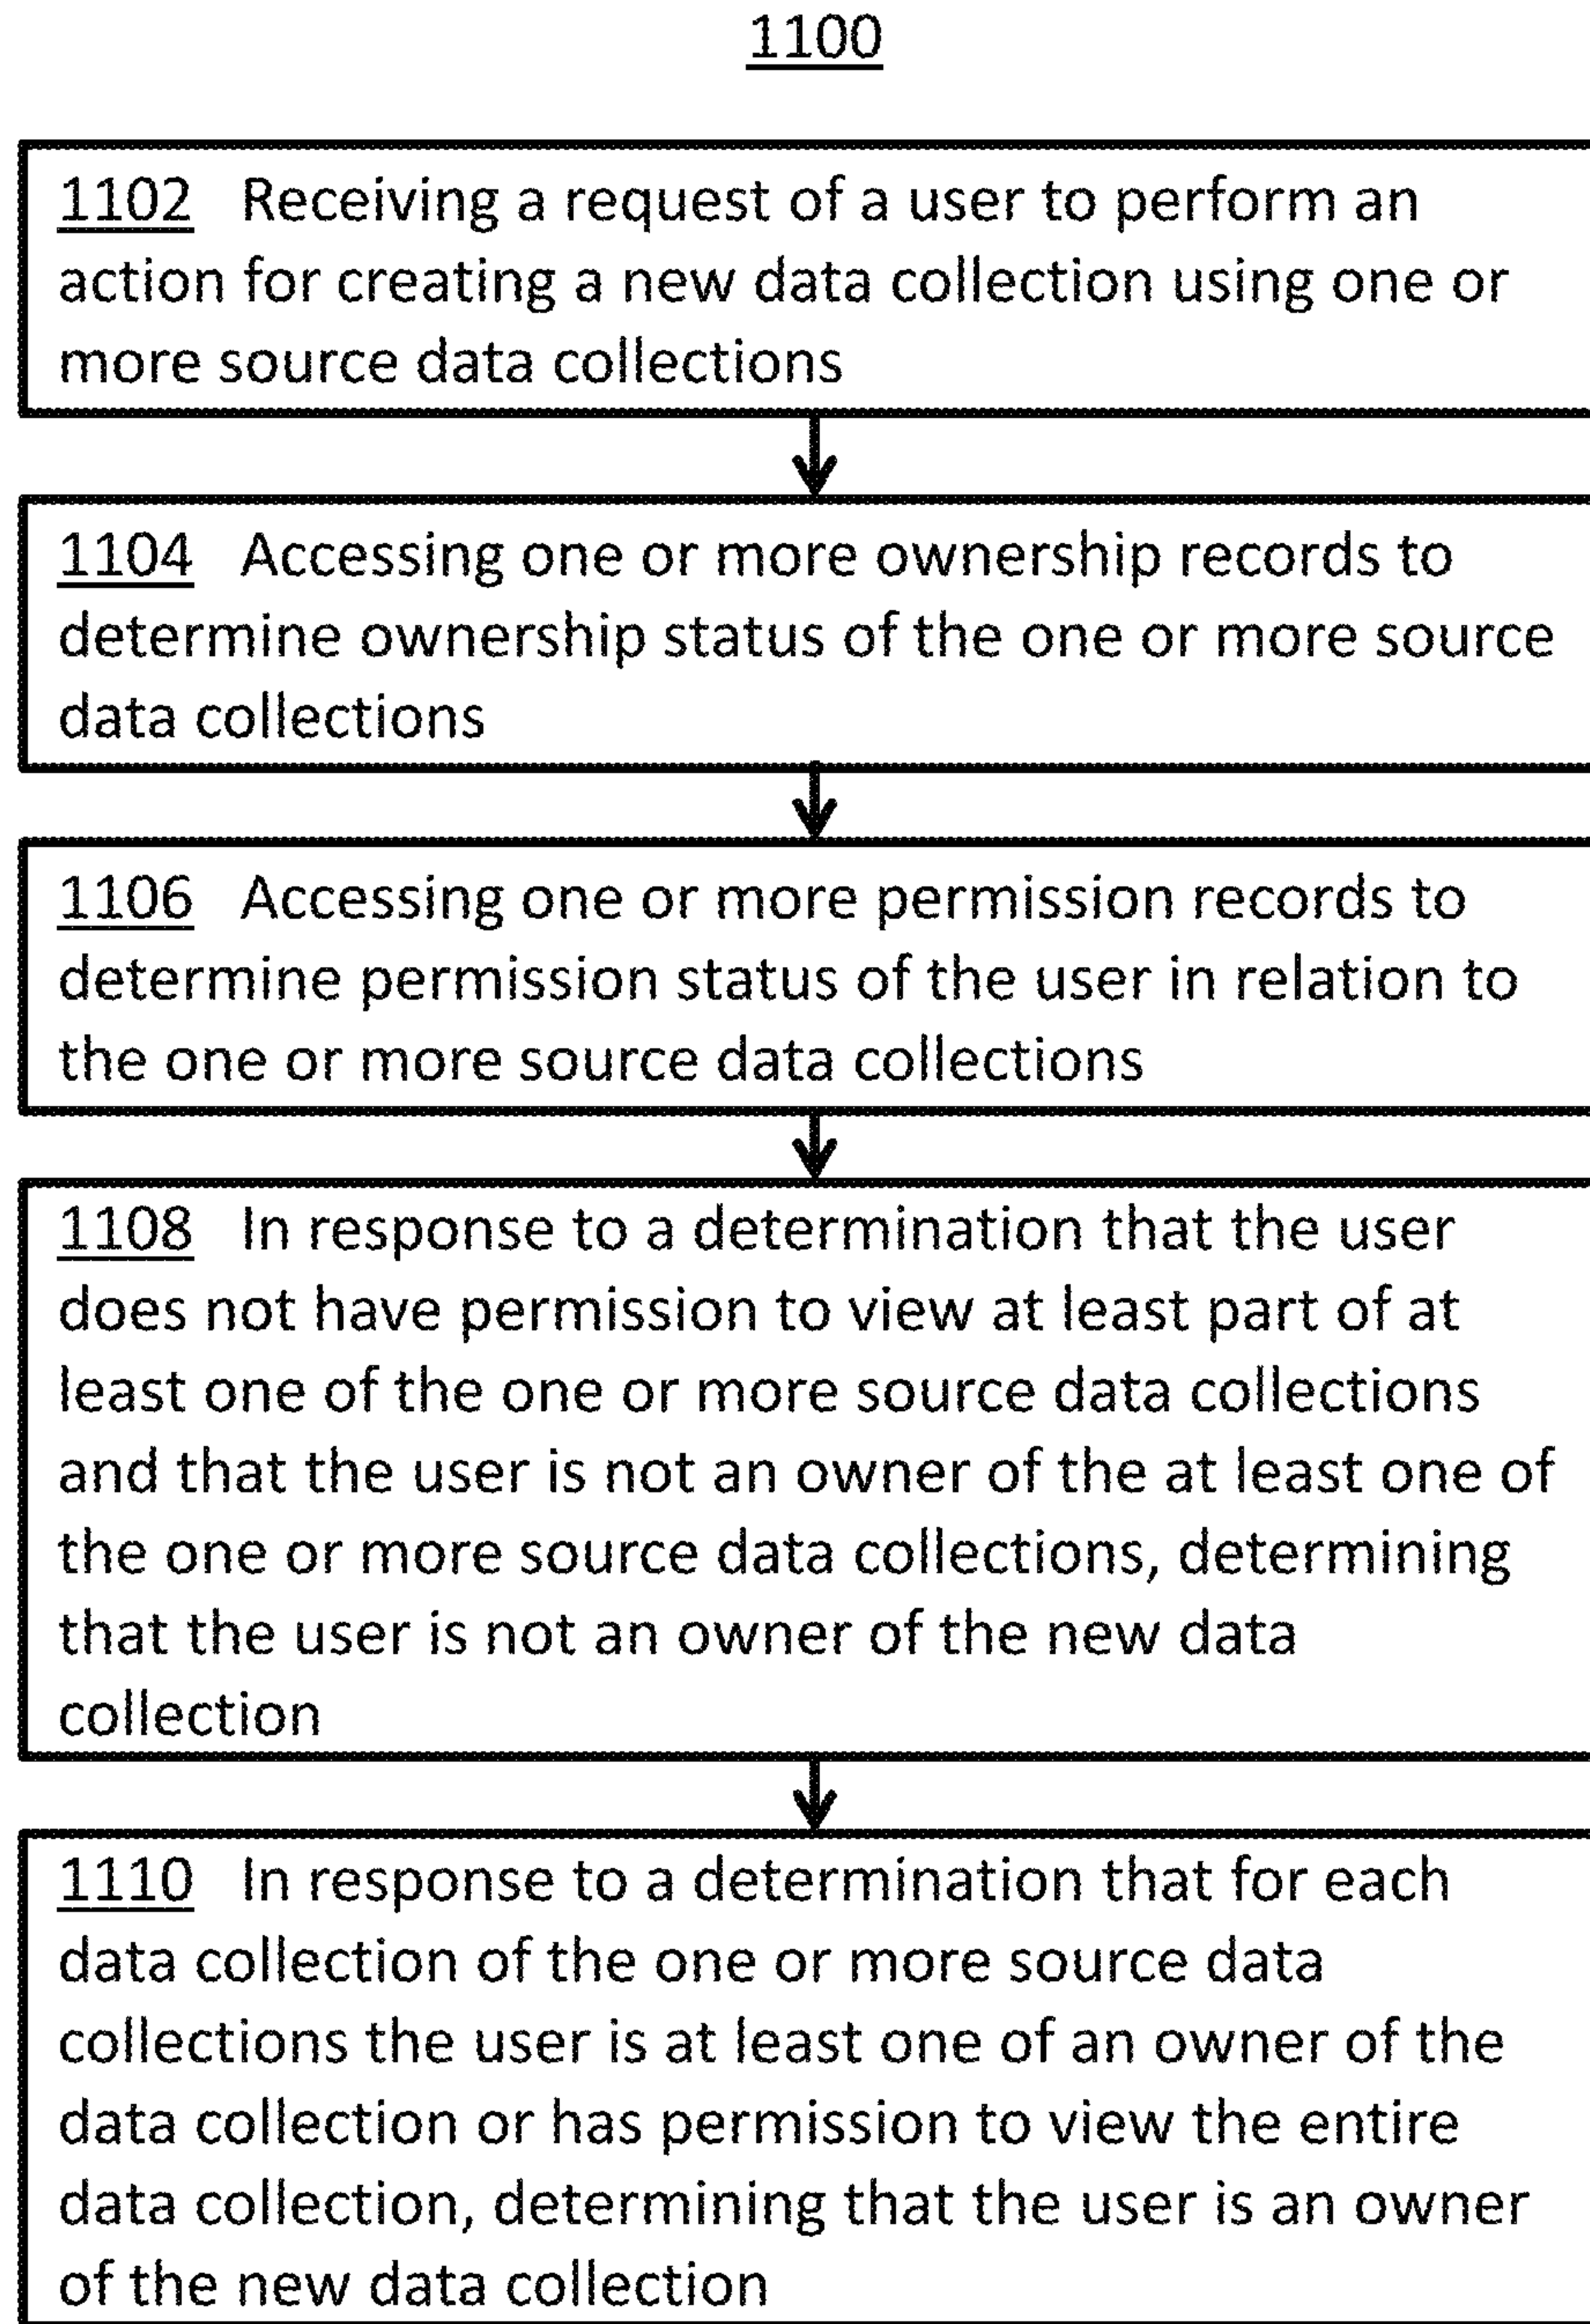 1100
1102 Receiving a request of a user to perform an
action for creating a new data collection using one or
more source data collections
1104 Accessing one or more ownership records to
determine ownership status of the one or more source
data collections
1106 Accessing one or more permission records to
determine permission status of the user in relation to
the one or more source data collections
1108 In response to a determination that the user
does not have permission to view at least part of at
least one of the one or more source data collections
and that the user is not an owner of the at least one of
the one or more source data collections, determining
that the user is not an owner of the new data
collection
1110 In response to a determination that for each
data collection of the one or more source data
collections the user is at least one of an owner of the
data collection or has permission to view the entire
data collection, determining that the user is an owner
of the new data collection